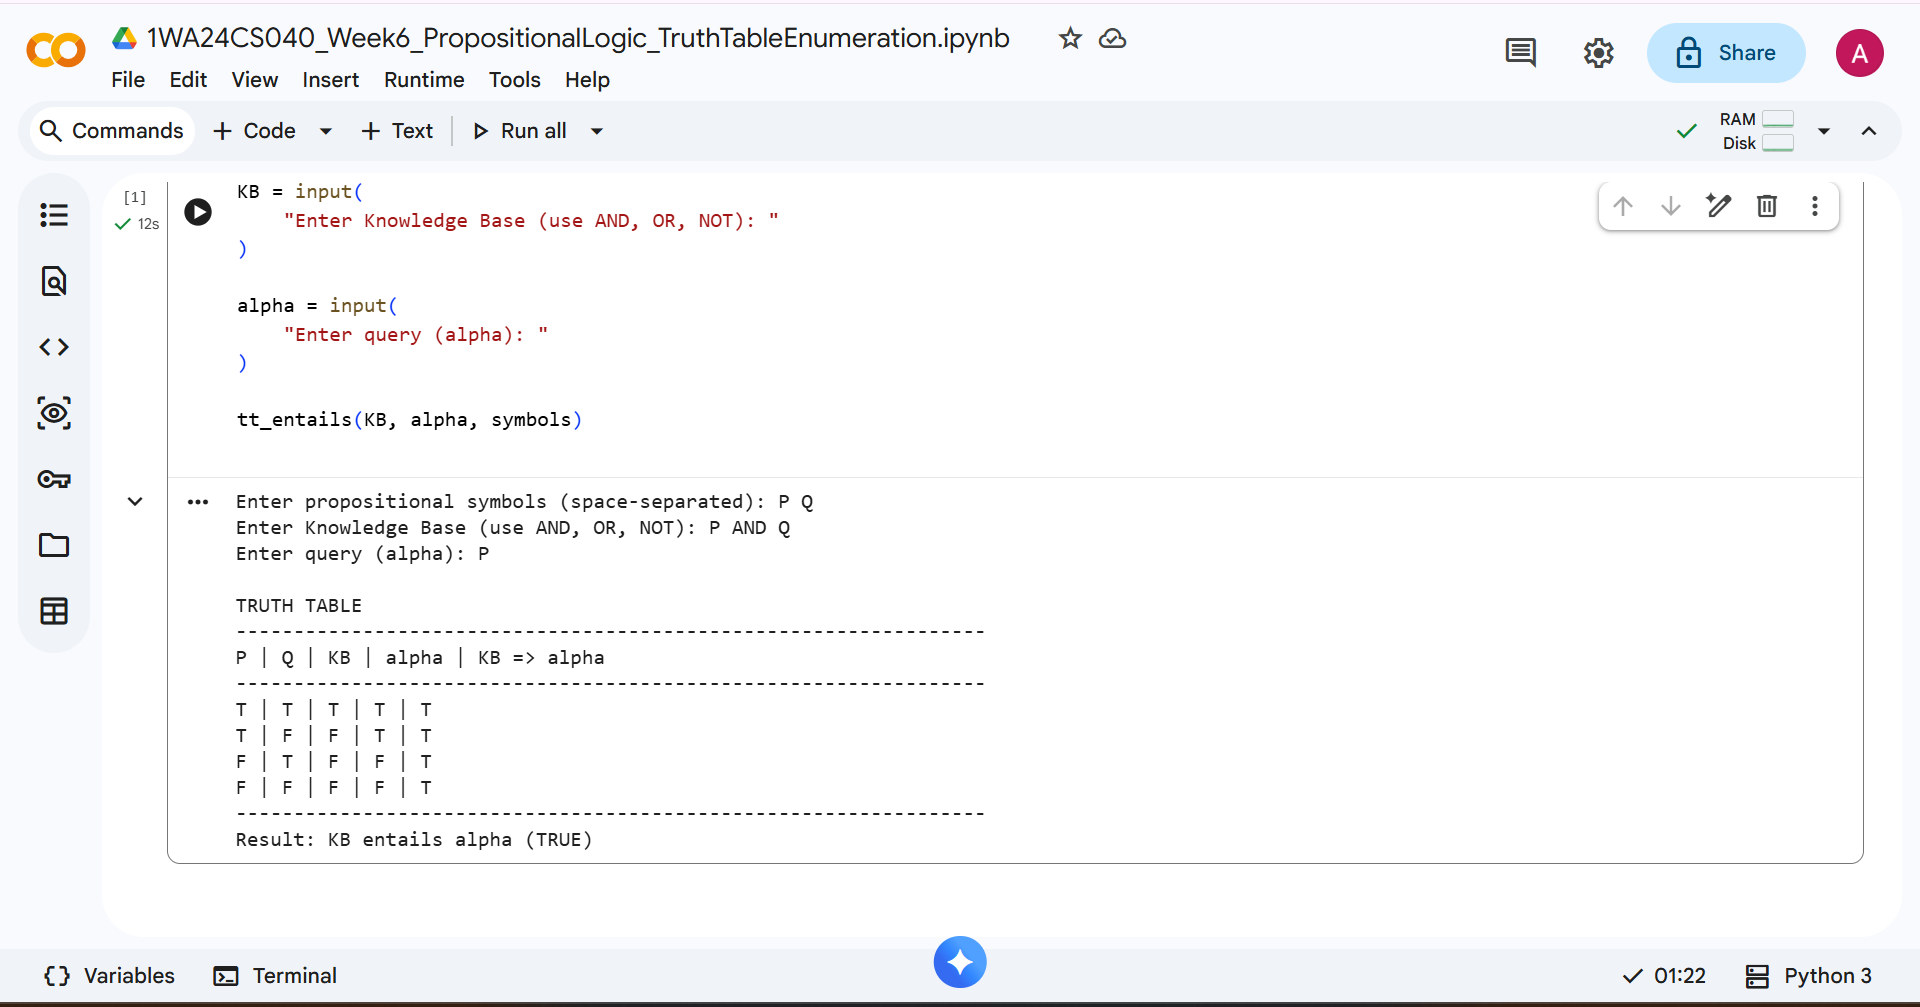 1WA24CS040_Week6_PropositionalLogic_TruthTableEnumeration.ipynb
File Edit View Insert Runtime Tools Help
Share
A
Commands + Code + Text Run all
RAM
Disk
[1]
12s
KB = input(
    "Enter Knowledge Base (use AND, OR, NOT): "
)
alpha = input(
    "Enter query (alpha): "
)
tt_entails(KB, alpha, symbols)
Enter propositional symbols (space-separated): P Q
Enter Knowledge Base (use AND, OR, NOT): P AND Q
Enter query (alpha): P
TRUTH TABLE
-----------------------------------------------------------------
P | Q | KB | alpha | KB => alpha
-----------------------------------------------------------------
T | T | T | T | T
T | F | F | T | T
F | T | F | F | T
F | F | F | F | T
-----------------------------------------------------------------
Result: KB entails alpha (TRUE)
{} Variables Terminal
01:22 Python 3